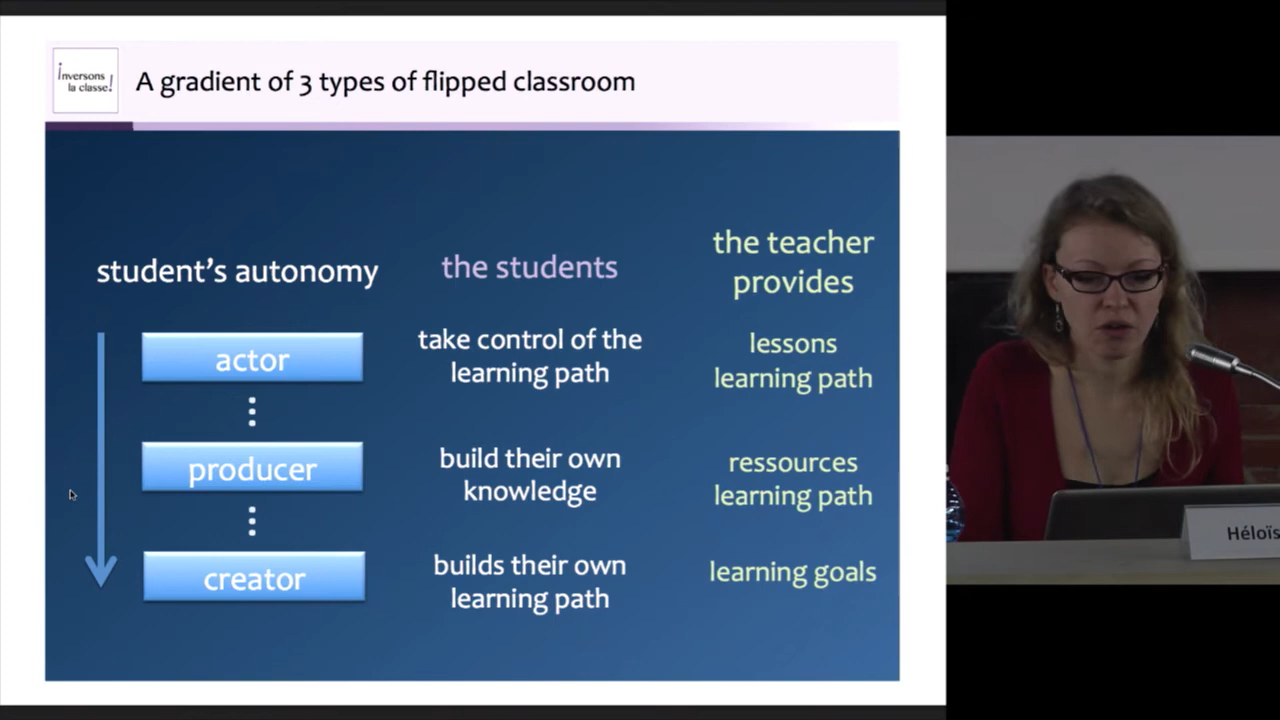 inversons
la classe!
A gradient of 3 types of flipped classroom
student's autonomy
the students
the teacher
provides
actor
take control of the
learning path
lessons
learning path
producer
build their own
knowledge
ressources
learning path
creator
builds their own
learning path
learning goals
Héloïs